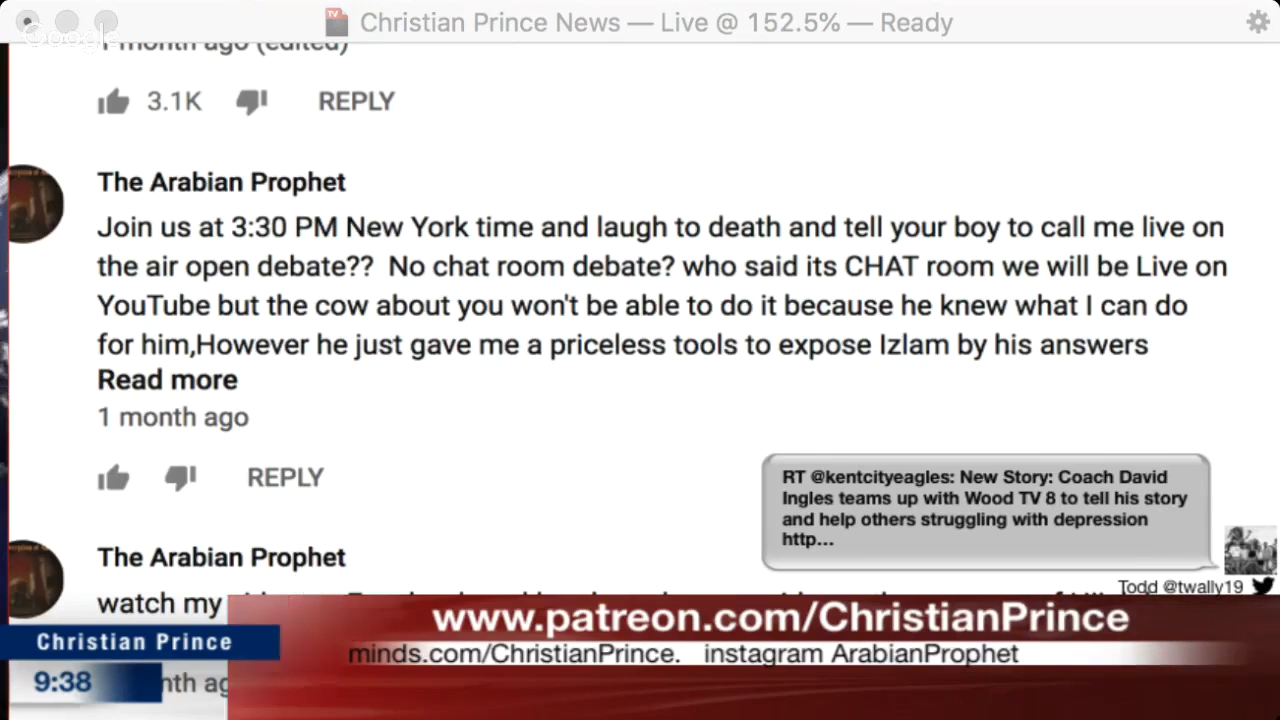 Christian Prince News — Live @ 152.5% — Ready
Google
1 month ago (edited)
3.1K REPLY
The Arabian Prophet
Join us at 3:30 PM New York time and laugh to death and tell your boy to call me live on
the air open debate??  No chat room debate? who said its CHAT room we will be Live on
YouTube but the cow about you won't be able to do it because he knew what I can do
for him,However he just gave me a priceless tools to expose Izlam by his answers
Read more
1 month ago
REPLY
RT @kentcityeagles: New Story: Coach David
Ingles teams up with Wood TV 8 to tell his story
and help others struggling with depression
http...
Todd @twally19
The Arabian Prophet
watch my
www.patreon.com/ChristianPrince
Christian Prince
minds.com/ChristianPrince.   instagram ArabianProphet
9:38